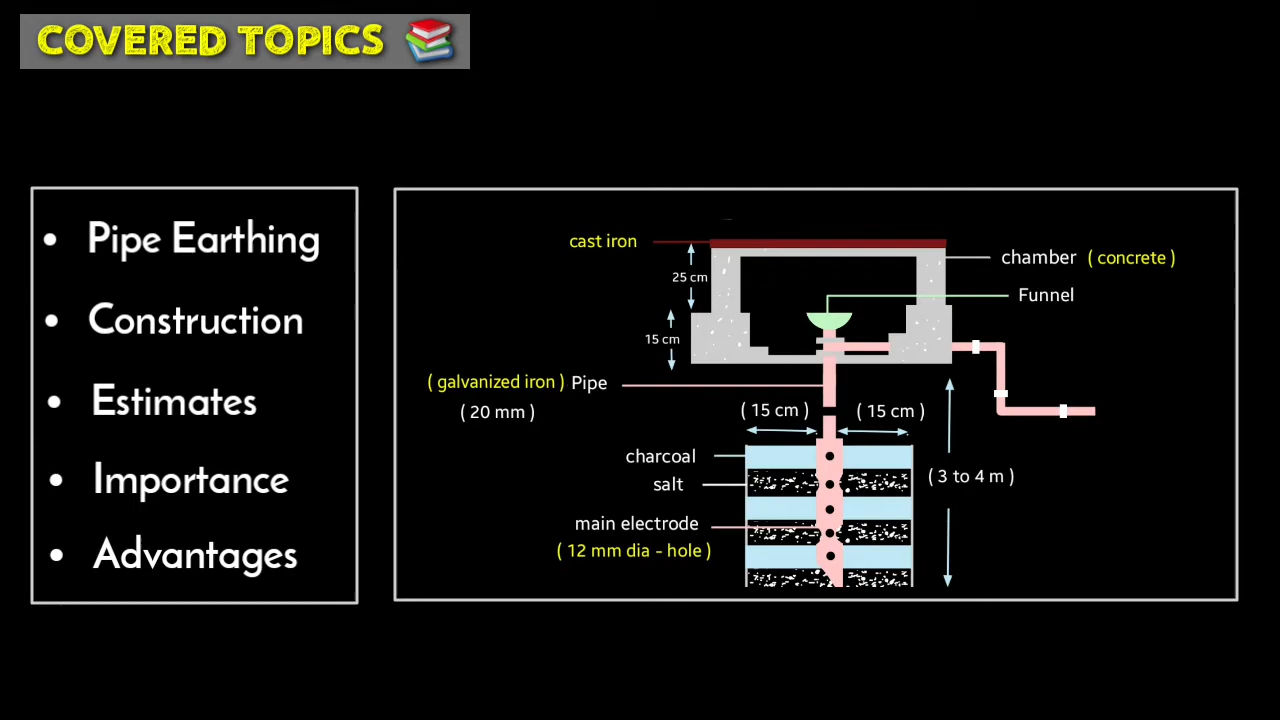 COVERED TOPICS
• Pipe Earthing
• Construction
• Estimates
• Importance
• Advantages
cast iron
25 cm
chamber ( concrete )
Funnel
15 cm
( galvanized iron ) Pipe
( 20 mm )
( 15 cm ) ( 15 cm )
charcoal
( 3 to 4 m )
salt
main electrode
( 12 mm dia - hole )